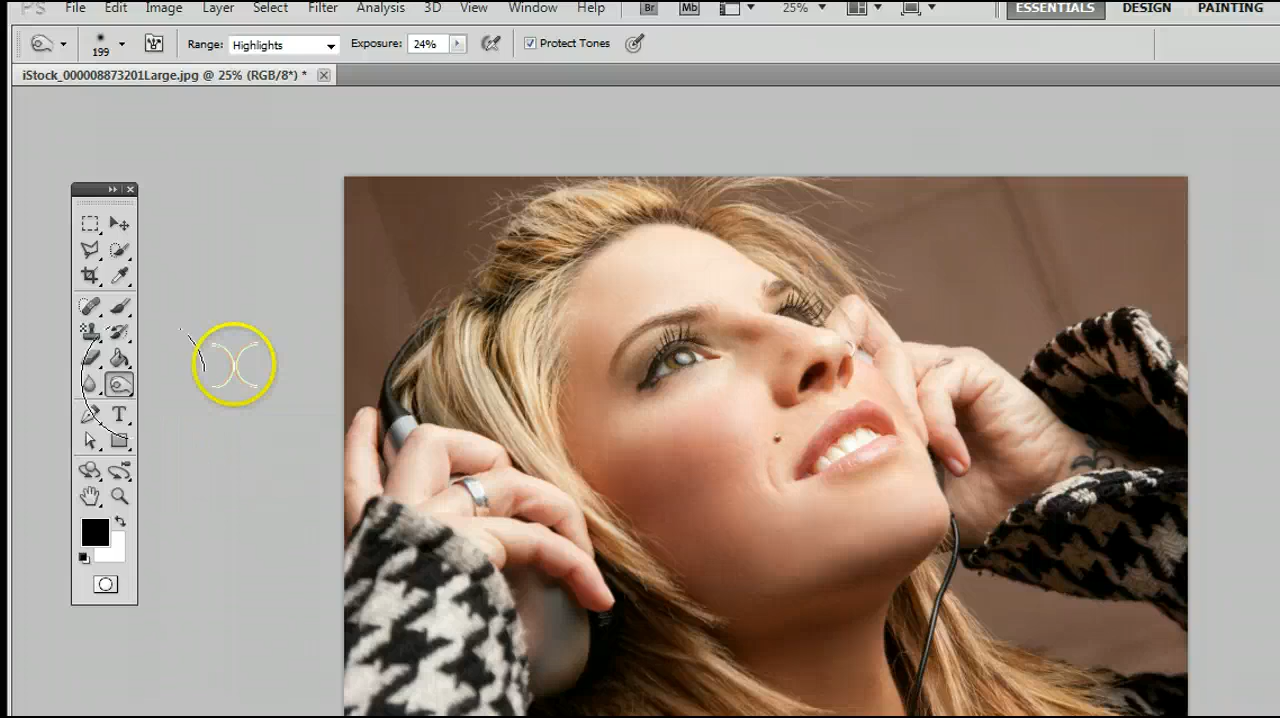 PS File Edit Image Layer Select Filter Analysis 3D View Window Help Br Mb 25% ESSENTIALS DESIGN PAINTING
199 Range: Highlights Exposure: 24% Protect Tones
iStock_000008873201Large.jpg @ 25% (RGB/8*) *
T